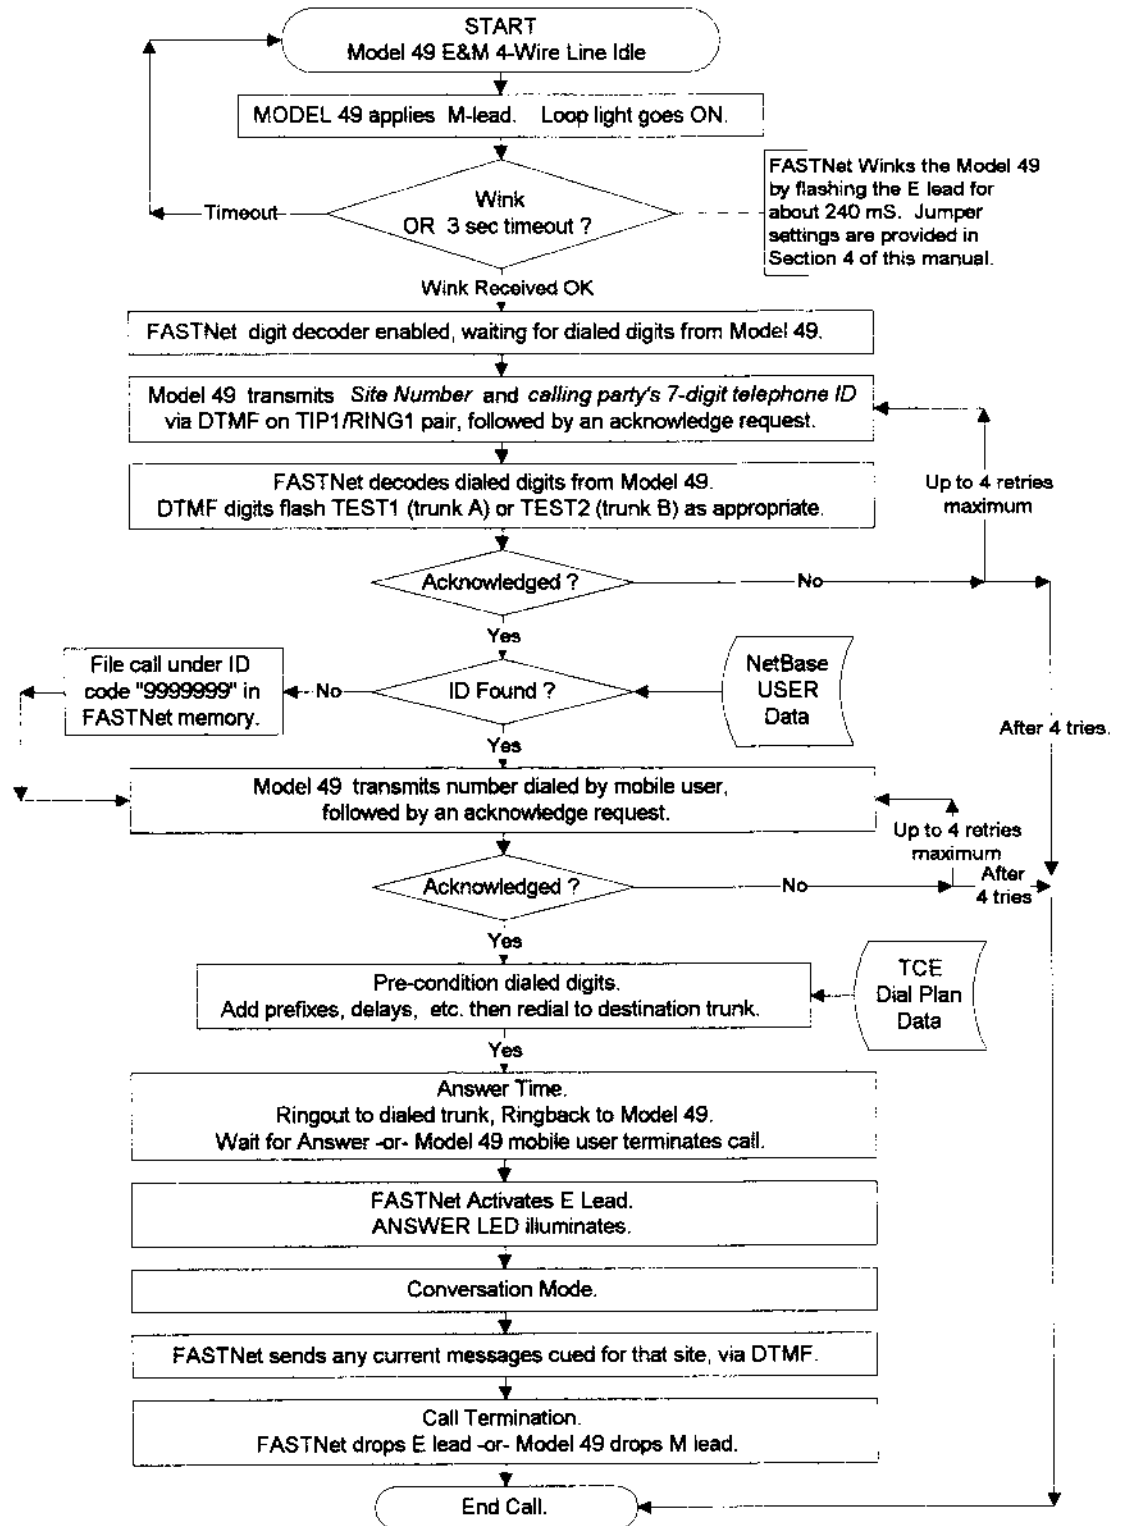 START
Model 49 E&M 4-Wire Line Idle
MODEL 49 applies M-lead. Loop light goes ON.
Wink
OR 3 sec timeout ?
Timeout
FASTNet Winks the Model 49
by flashing the E lead for
about 240 mS. Jumper
settings are provided in
Section 4 of this manual.
Wink Received OK
FASTNet digit decoder enabled, waiting for dialed digits from Model 49.
Model 49 transmits Site Number and calling party's 7-digit telephone ID
via DTMF on TIP1/RING1 pair, followed by an acknowledge request.
FASTNet decodes dialed digits from Model 49.
DTMF digits flash TEST1 (trunk A) or TEST2 (trunk B) as appropriate.
Up to 4 retries
maximum
Acknowledged ?
No
Yes
File call under ID
code "9999999" in
FASTNet memory.
No
ID Found ?
NetBase
USER
Data
Yes
After 4 tries.
Model 49 transmits number dialed by mobile user,
followed by an acknowledge request.
Up to 4 retries
maximum
Acknowledged ?
No
After
4 tries
Yes
Pre-condition dialed digits.
Add prefixes, delays, etc. then redial to destination trunk.
TCE
Dial Plan
Data
Yes
Answer Time.
Ringout to dialed trunk, Ringback to Model 49.
Wait for Answer -or- Model 49 mobile user terminates call.
FASTNet Activates E Lead.
ANSWER LED illuminates.
Conversation Mode.
FASTNet sends any current messages cued for that site, via DTMF.
Call Termination.
FASTNet drops E lead -or- Model 49 drops M lead.
End Call.